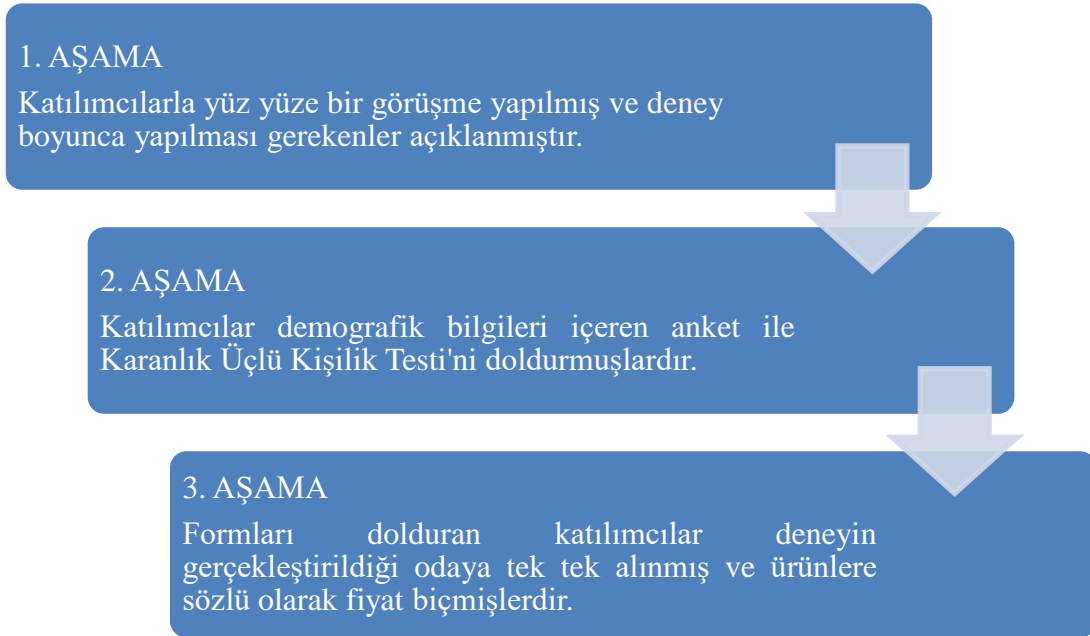 1. AŞAMA
Katılımcılarla yüz yüze bir görüşme yapılmış ve deney
boyunca yapılması gerekenler açıklanmıştır.
2. AŞAMA
Katılımcılar demografik bilgileri içeren anket ile
Karanlık Üçlü Kişilik Testi'ni doldurmuşlardır.
3. AŞAMA
Formları dolduran katılımcılar deneyin
gerçekleştirildiği odaya tek tek alınmış ve ürünlere
sözlü olarak fiyat biçmişlerdir.